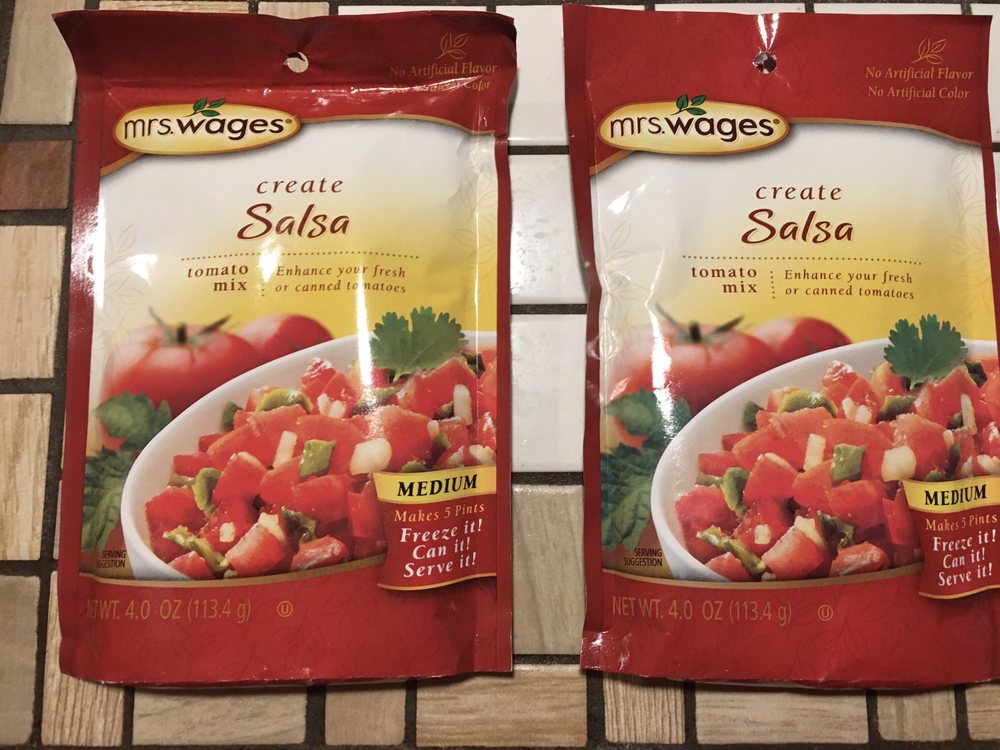 No Artificial Flavor
No Artificial Color
mrs.wages®
create
Salsa
tomato
mix
Enhance your fresh
or canned tomatoes
MEDIUM
Makes 5 Pints
Freeze it!
Can it!
Serve it!
SERVING
SUGGESTION
NET WT. 4.0 OZ (113.4 g)
U
No Artificial Flavor
No Artificial Color
mrs.wages®
create
Salsa
tomato
mix
Enhance your fresh
or canned tomatoes
MEDIUM
Makes 5 Pints
Freeze it!
Can it!
Serve it!
SERVING
SUGGESTION
NET WT. 4.0 OZ (113.4 g)
U